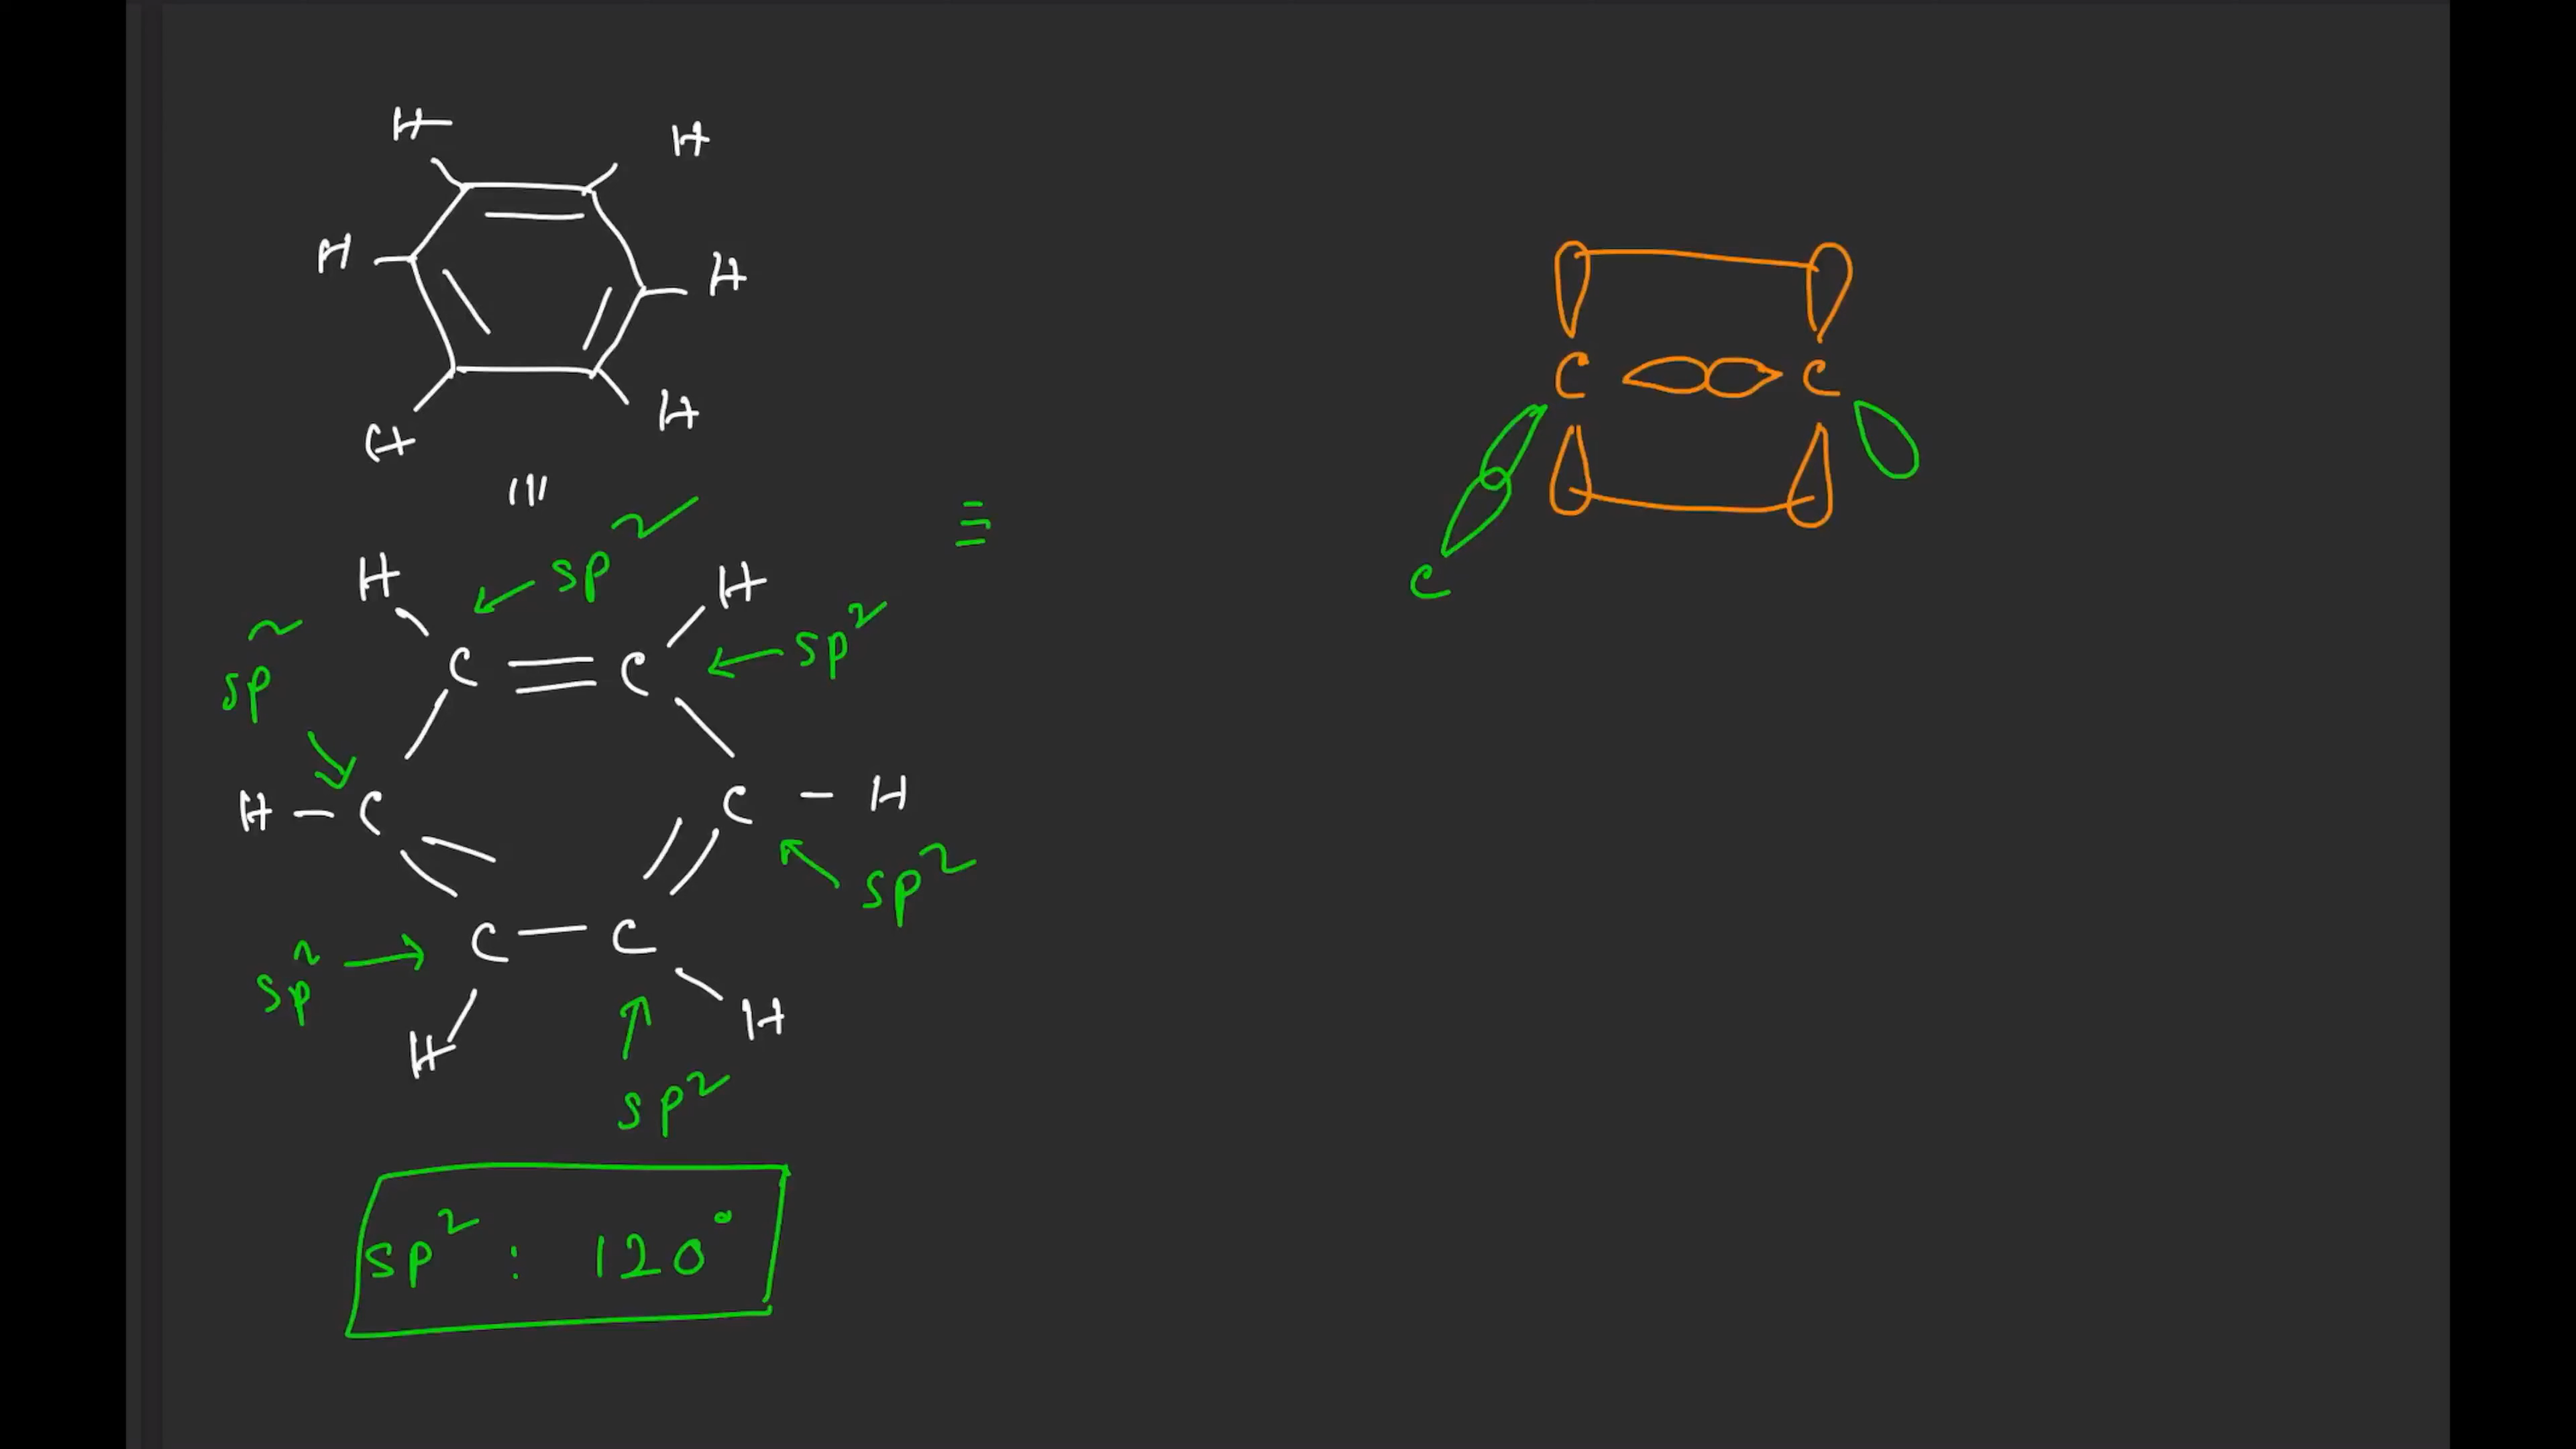 H H
H H
H H
≡
sp²
H H
sp² sp²
C = C
H - C C - H
sp²
C - C
sp²
H H
sp²
sp² : 120°
≡
C C
C